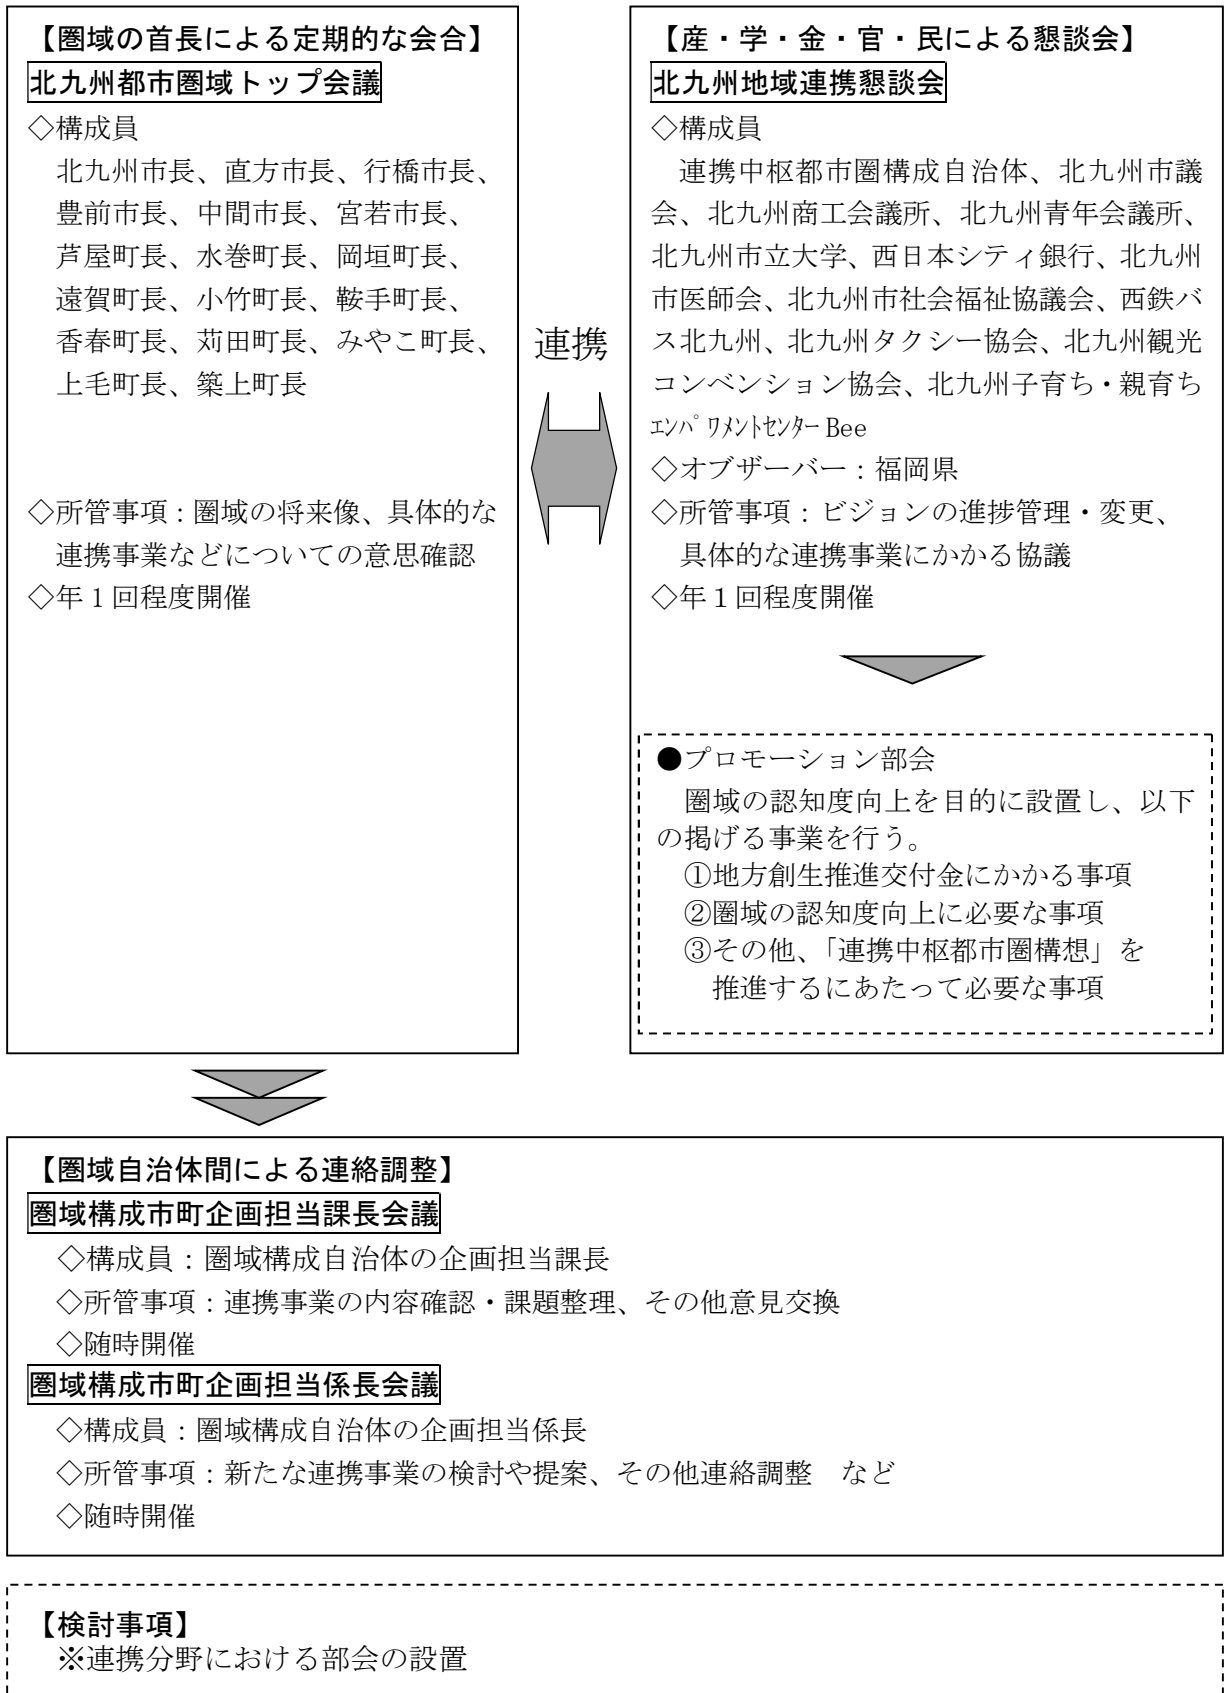 【圏域の首長による定期的な会合】
北九州都市圏域トップ会議
◇構成員
北九州市長、直方市長、行橋市長、
豊前市長、中間市長、宮若市長、
芦屋町長、水巻町長、岡垣町長、
遠賀町長、小竹町長、鞍手町長、
香春町長、苅田町長、みやこ町長、
上毛町長、築上町長
◇所管事項：圏域の将来像、具体的な
連携事業などについての意思確認
◇年1回程度開催
連携
【産・学・金・官・民による懇談会】
北九州地域連携懇談会
◇構成員
連携中枢都市圏構成自治体、北九州市議
会、北九州商工会議所、北九州青年会議所、
北九州市立大学、西日本シティ銀行、北九州
市医師会、北九州市社会福祉協議会、西鉄バ
ス北九州、北九州タクシー協会、北九州観光
コンベンション協会、北九州子育ち・親育ち
ｴﾝﾊﾟﾜﾒﾝﾄｾﾝﾀｰBee
◇オブザーバー：福岡県
◇所管事項：ビジョンの進捗管理・変更、
具体的な連携事業にかかる協議
◇年１回程度開催
●プロモーション部会
圏域の認知度向上を目的に設置し、以下
の掲げる事業を行う。
①地方創生推進交付金にかかる事項
②圏域の認知度向上に必要な事項
③その他、「連携中枢都市圏構想」を
推進するにあたって必要な事項
【圏域自治体間による連絡調整】
圏域構成市町企画担当課長会議
◇構成員：圏域構成自治体の企画担当課長
◇所管事項：連携事業の内容確認・課題整理、その他意見交換
◇随時開催
圏域構成市町企画担当係長会議
◇構成員：圏域構成自治体の企画担当係長
◇所管事項：新たな連携事業の検討や提案、その他連絡調整　など
◇随時開催
【検討事項】
※連携分野における部会の設置